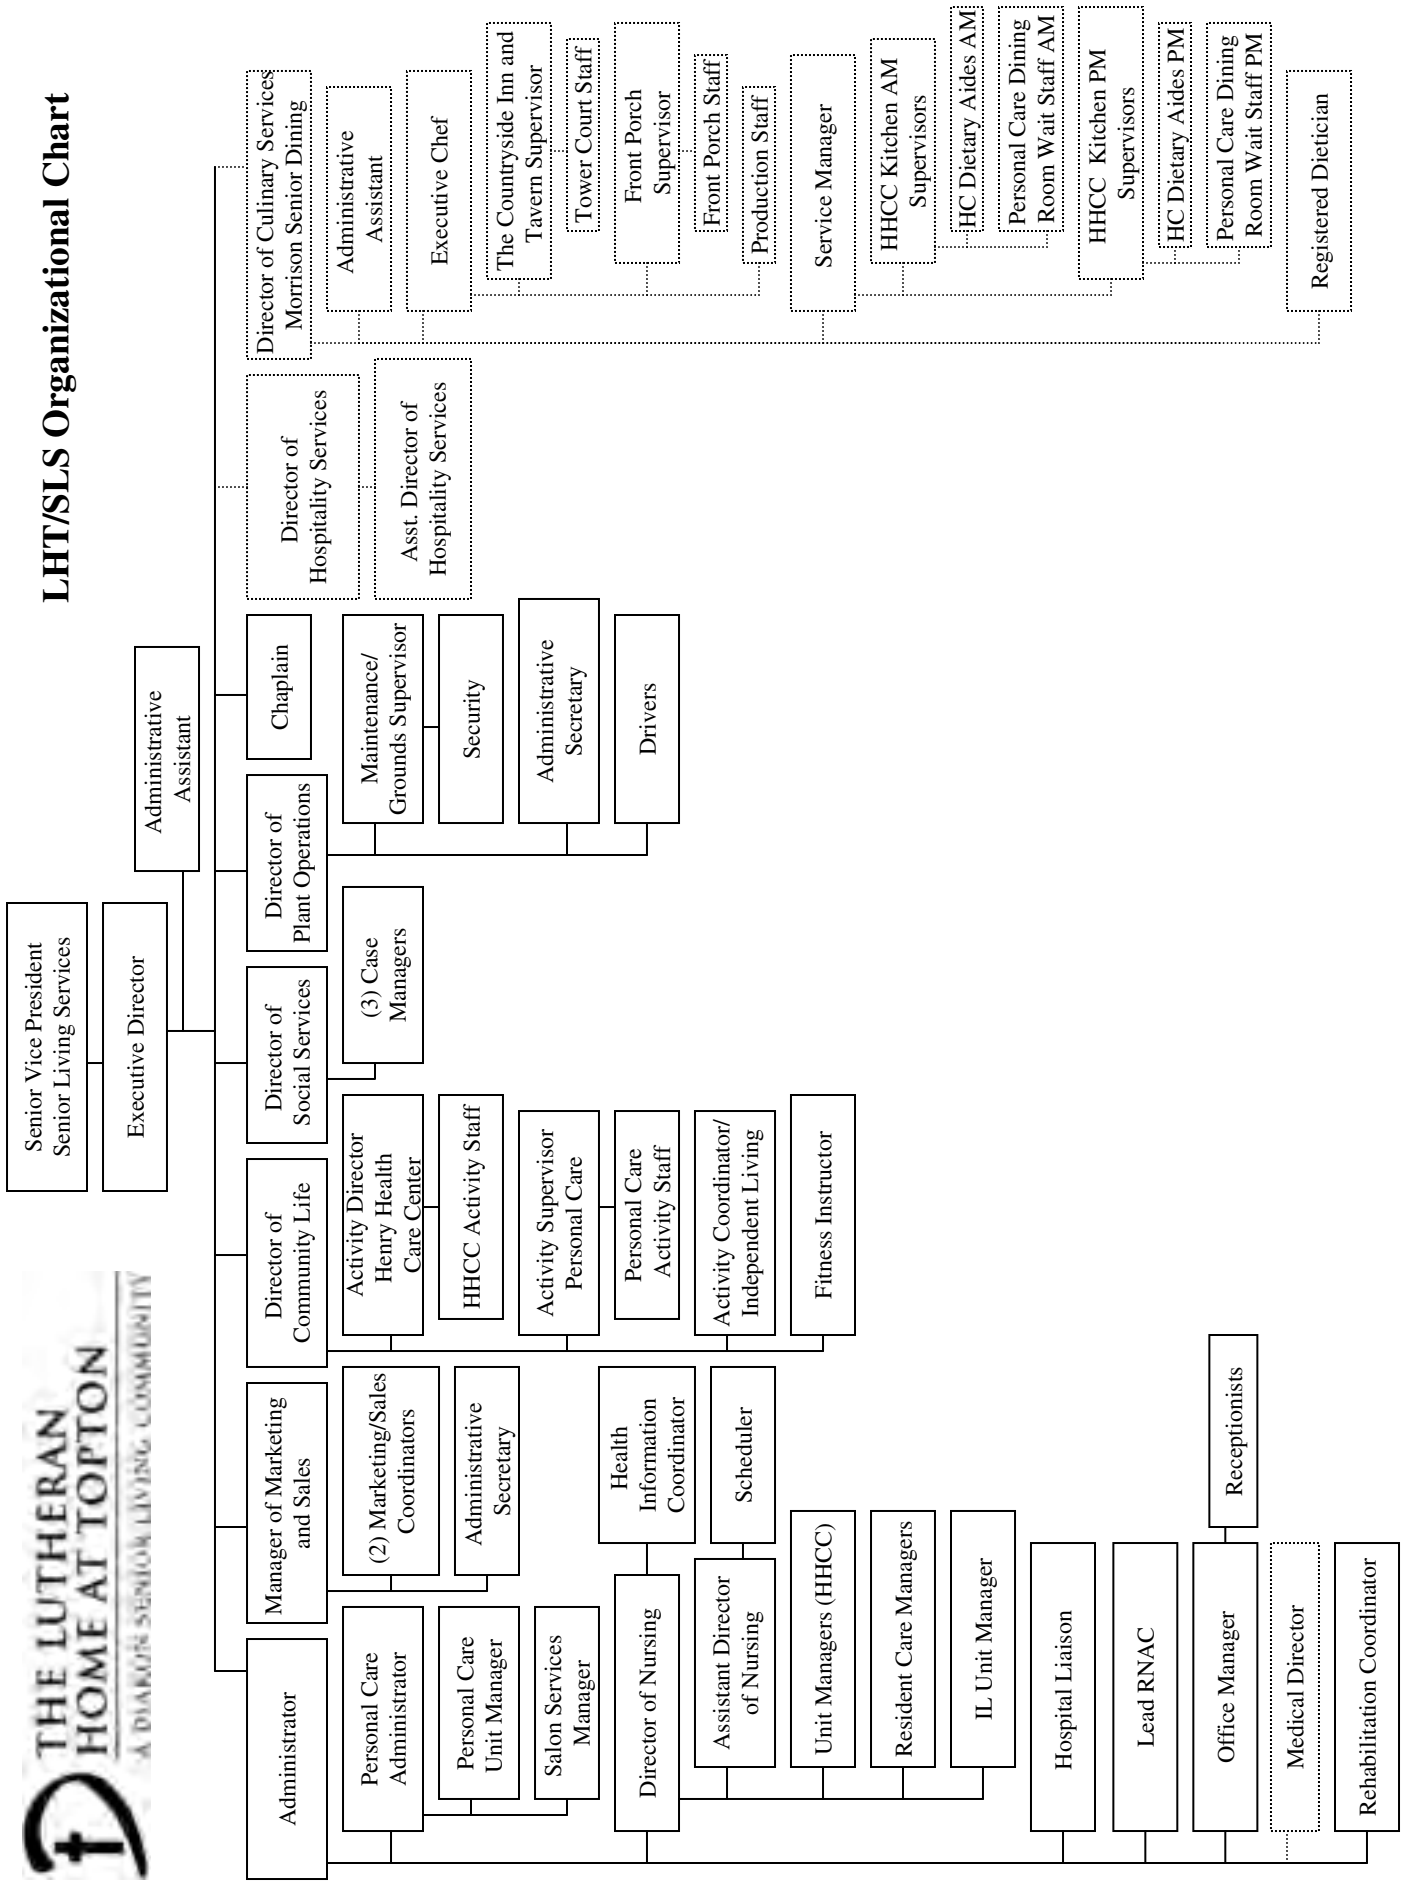 THE LUTHERAN
HOME AT TOPTON
A DIAKON SENIOR LIVING COMMUNITY
LHT/SLS Organizational Chart
Senior Vice President
Senior Living Services
Executive Director
Administrative
Assistant
Administrator
Personal Care
Administrator
Personal Care
Unit Manager
Salon Services
Manager
Director of Nursing
Health
Information
Coordinator
Assistant Director
of Nursing
Scheduler
Unit Managers (HHCC)
Resident Care Managers
IL Unit Manager
Hospital Liaison
Lead RNAC
Office Manager
Receptionists
Medical Director
Rehabilitation Coordinator
Manager of Marketing
and Sales
(2) Marketing/Sales
Coordinators
Administrative
Secretary
Director of
Community Life
Activity Director
Henry Health
Care Center
HHCC Activity Staff
Activity Supervisor
Personal Care
Personal Care
Activity Staff
Activity Coordinator/
Independent Living
Fitness Instructor
Director of
Social Services
(3) Case
Managers
Director of
Plant Operations
Maintenance/
Grounds Supervisor
Security
Administrative
Secretary
Drivers
Chaplain
Director of
Hospitality Services
Asst. Director of
Hospitality Services
Director of Culinary Services
Morrison Senior Dining
Administrative
Assistant
Executive Chef
The Countryside Inn and
Tavern Supervisor
Tower Court Staff
Front Porch
Supervisor
Front Porch Staff
Production Staff
Service Manager
HHCC Kitchen AM
Supervisors
HC Dietary Aides AM
Personal Care Dining
Room Wait Staff AM
HHCC Kitchen PM
Supervisors
HC Dietary Aides PM
Personal Care Dining
Room Wait Staff PM
Registered Dietician